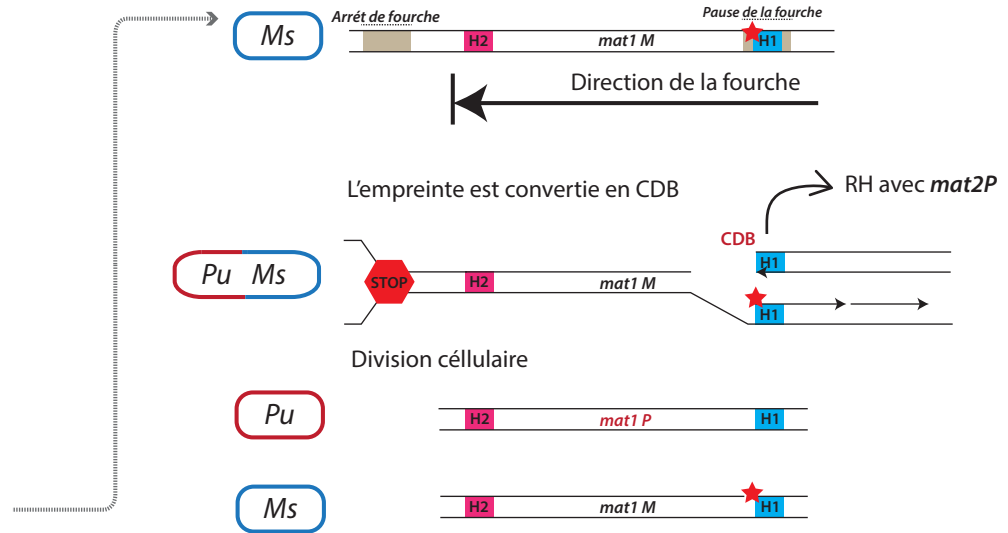 Arrét de fourche
Pause de la fourche
Ms
H2
mat1 M
H1
Direction de la fourche
L'empreinte est convertie en CDB
RH avec mat2P
CDB
H1
Pu Ms
STOP
H2
mat1 M
H1
Division céllulaire
Pu
H2
mat1 P
H1
Ms
H2
mat1 M
H1